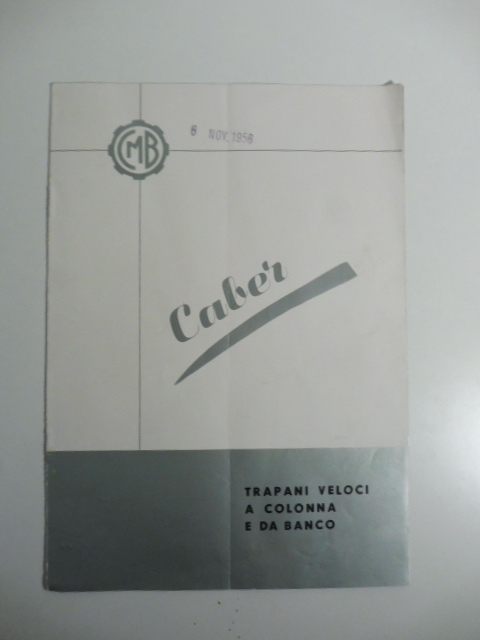 CMB
6 NOV. 1956
Caber
TRAPANI VELOCI
A COLONNA
E DA BANCO